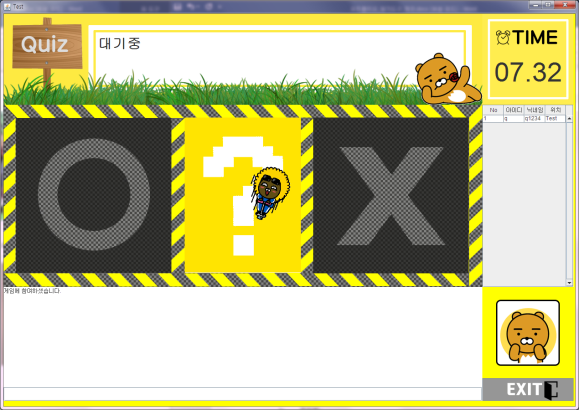 Test
Quiz
대기중
TIME
07.32
No 아이디 닉네임 위치
1 q q1234 Test
O ? X
게임에 참여하셨습니다
EXIT